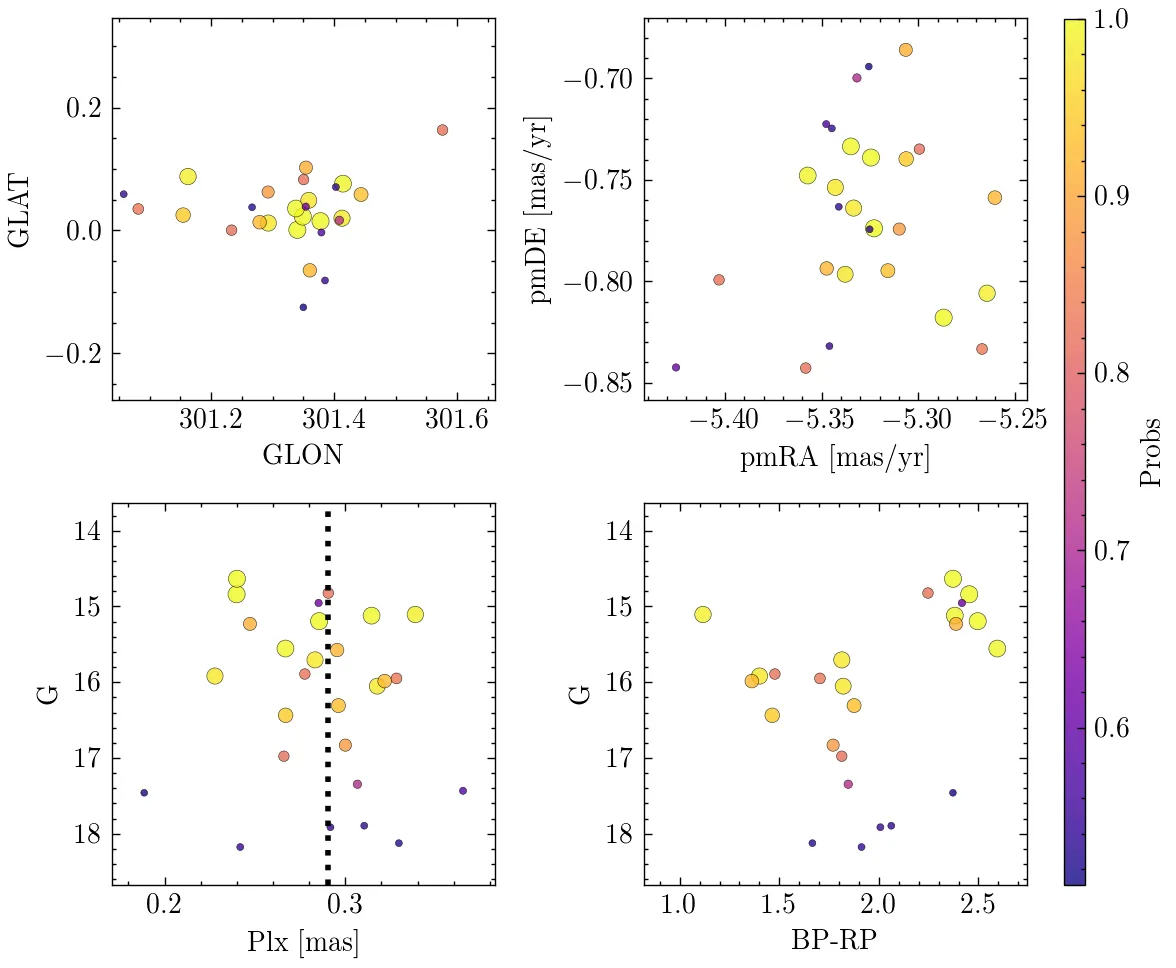 0.2
0.0
−0.2
GLAT
301.2 301.4 301.6
GLON
−0.70
−0.75
−0.80
−0.85
pmDE [mas/yr]
−5.40 −5.35 −5.30 −5.25
pmRA [mas/yr]
1.0
0.9
0.8
0.7
0.6
Probs
14
15
16
17
18
G
0.2 0.3
Plx [mas]
14
15
16
17
18
G
1.0 1.5 2.0 2.5
BP-RP